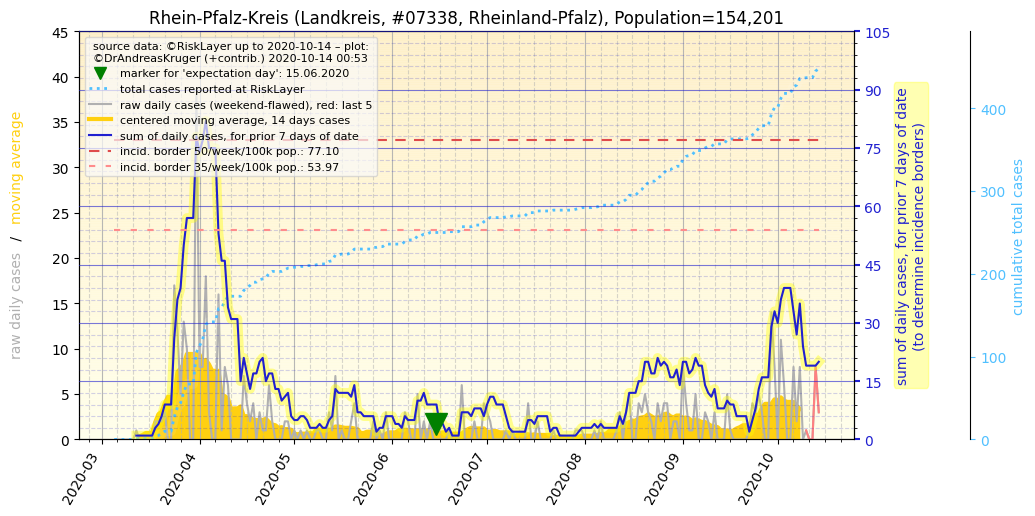 Rhein-Pfalz-Kreis (Landkreis, #07338, Rheinland-Pfalz), Population=154,201
source data: ©RiskLayer up to 2020-10-14 – plot:
©DrAndreasKruger (+contrib.) 2020-10-14 00:53
marker for 'expectation day': 15.06.2020
total cases reported at RiskLayer
raw daily cases (weekend-flawed), red: last 5
centered moving average, 14 days cases
sum of daily cases, for prior 7 days of date
incid. border 50/week/100k pop.: 77.10
incid. border 35/week/100k pop.: 53.97
raw daily cases / moving average
45
40
35
30
25
20
15
10
5
0
2020-03
2020-04
2020-05
2020-06
2020-07
2020-08
2020-09
2020-10
105
90
75
60
45
30
15
0
sum of daily cases, for prior 7 days of date
(to determine incidence borders)
400
300
200
100
0
cumulative total cases